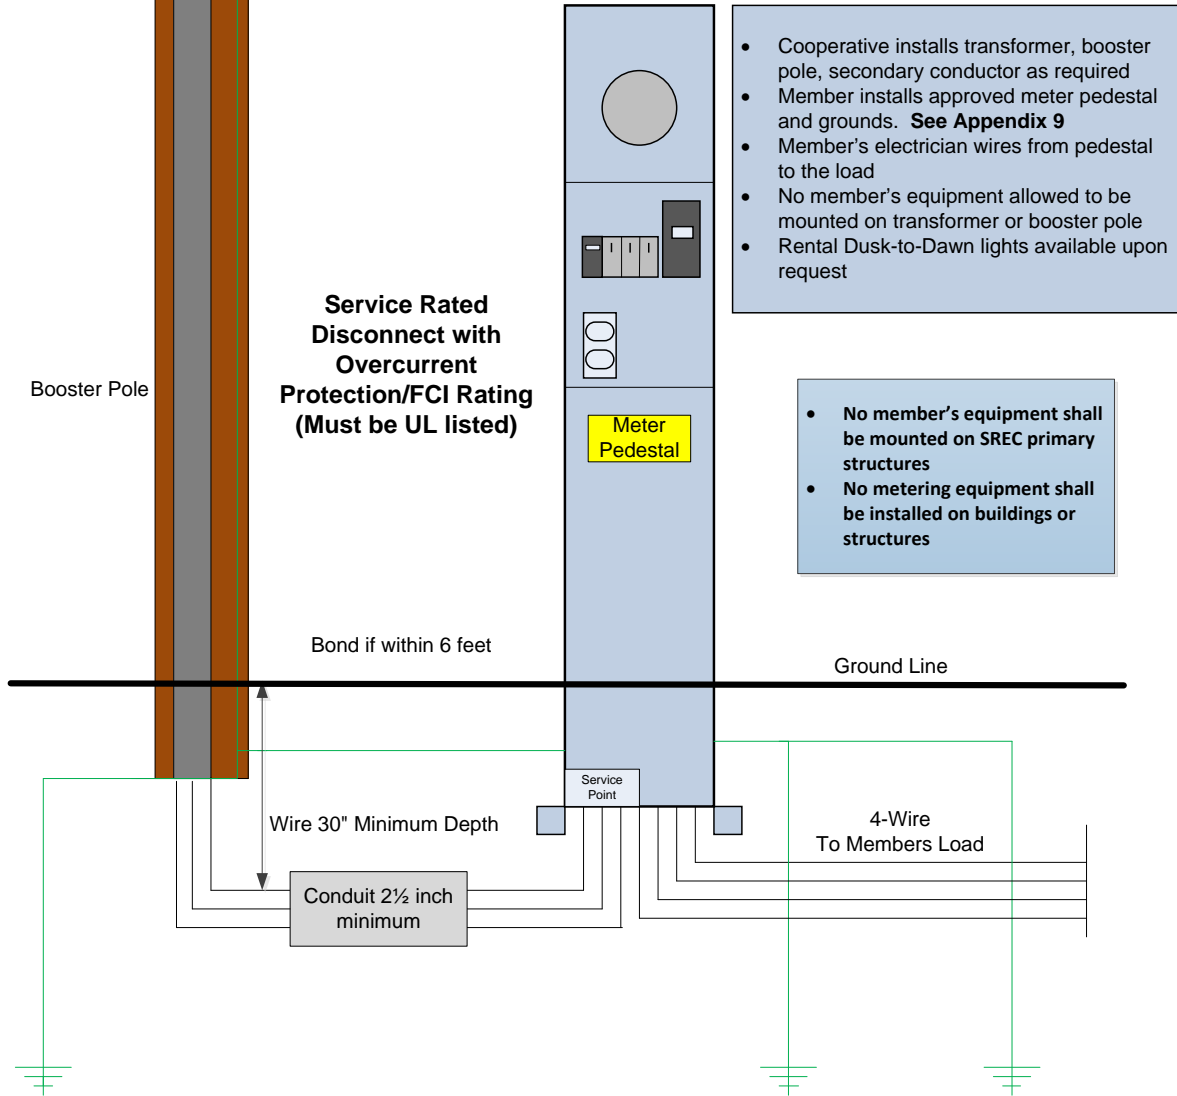 • Cooperative installs transformer, booster
pole, secondary conductor as required
• Member installs approved meter pedestal
and grounds. See Appendix 9
• Member’s electrician wires from pedestal
to the load
• No member’s equipment allowed to be
mounted on transformer or booster pole
• Rental Dusk-to-Dawn lights available upon
request
Service Rated
Disconnect with
Overcurrent
Protection/FCI Rating
(Must be UL listed)
Booster Pole
Meter
Pedestal
• No member’s equipment shall
be mounted on SREC primary
structures
• No metering equipment shall
be installed on buildings or
structures
Bond if within 6 feet
Ground Line
Service
Point
Wire 30" Minimum Depth
4-Wire
To Members Load
Conduit 2½ inch
minimum